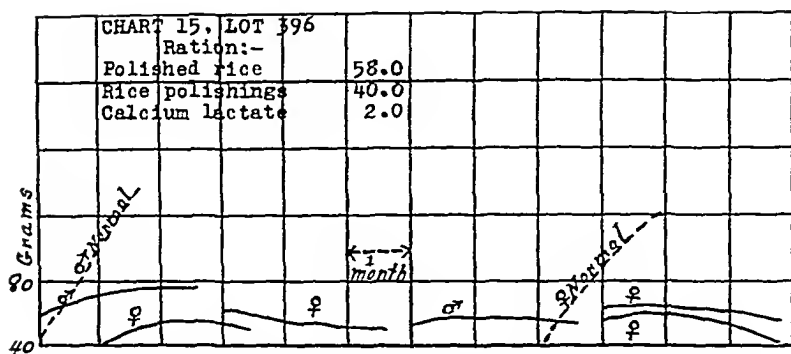 CHART 15, LOT 396
Ration:-
Polished rice 58.0
Rice polishings 40.0
Calcium lactate 2.0
Grams
80
40
♂
♂ Normal
♀
♀
1
month
♂
♀ Normal
♀
♀